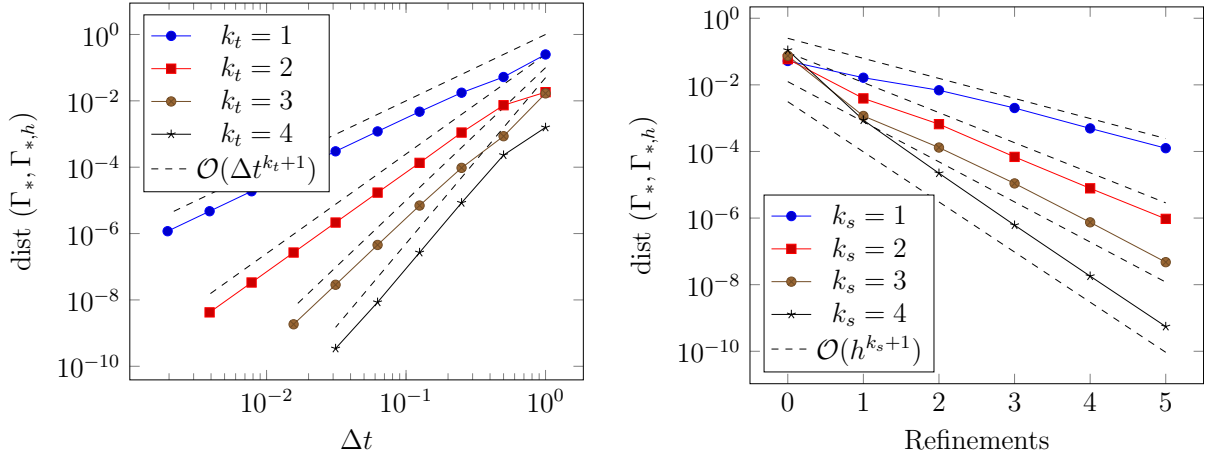 10^0
10^{-2}
10^{-4}
10^{-6}
10^{-8}
10^{-10}
dist (Γ_*, Γ_{*,h})
k_t = 1
k_t = 2
k_t = 3
k_t = 4
𝒪(Δt^{k_t+1})
10^{-2}
10^{-1}
10^0
Δt
10^0
10^{-2}
10^{-4}
10^{-6}
10^{-8}
10^{-10}
dist (Γ_*, Γ_{*,h})
k_s = 1
k_s = 2
k_s = 3
k_s = 4
𝒪(h^{k_s+1})
0 1 2 3 4 5
Refinements